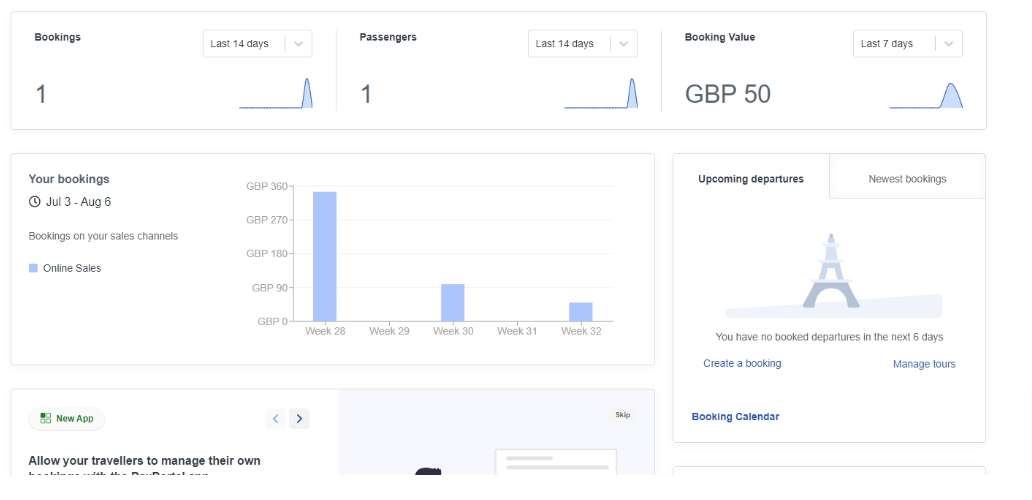 Bookings
Last 14 days
1
Passengers
Last 14 days
1
Booking Value
Last 7 days
GBP 50
Your bookings
Jul 3 - Aug 6
Bookings on your sales channels
Online Sales
GBP 360
GBP 270
GBP 180
GBP 90
GBP 0
Week 28 Week 29 Week 30 Week 31 Week 32
Upcoming departures
Newest bookings
You have no booked departures in the next 6 days
Create a booking
Manage tours
Booking Calendar
New App
Skip
Allow your travellers to manage their own
bookings with the